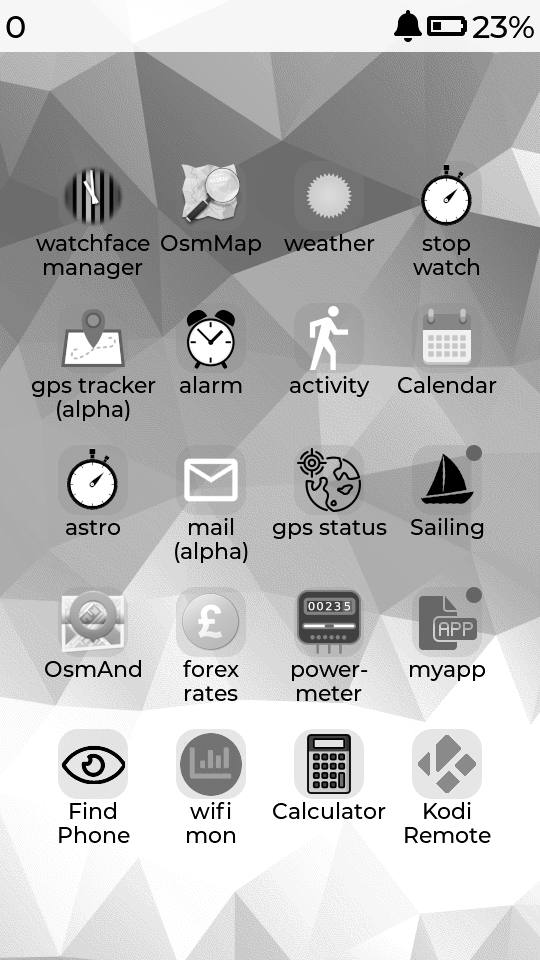 0 23%
watchface OsmMap weather stop
manager watch
gps tracker alarm activity Calendar
(alpha)
astro mail gps status Sailing
(alpha)
00235
APP
OsmAnd forex power- myapp
rates meter
Find wifi Calculator Kodi
Phone mon Remote